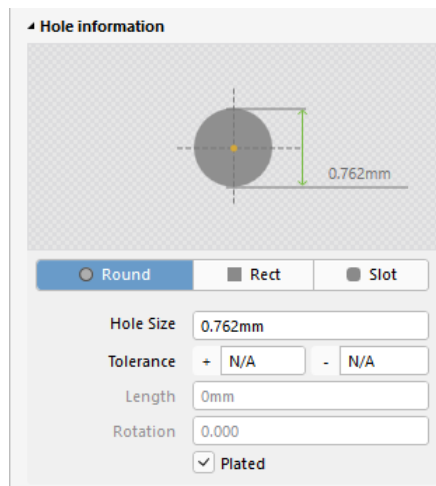 Hole information
0.762mm
Round Rect Slot
Hole Size 0.762mm
Tolerance + N/A - N/A
Length 0mm
Rotation 0.000
Plated